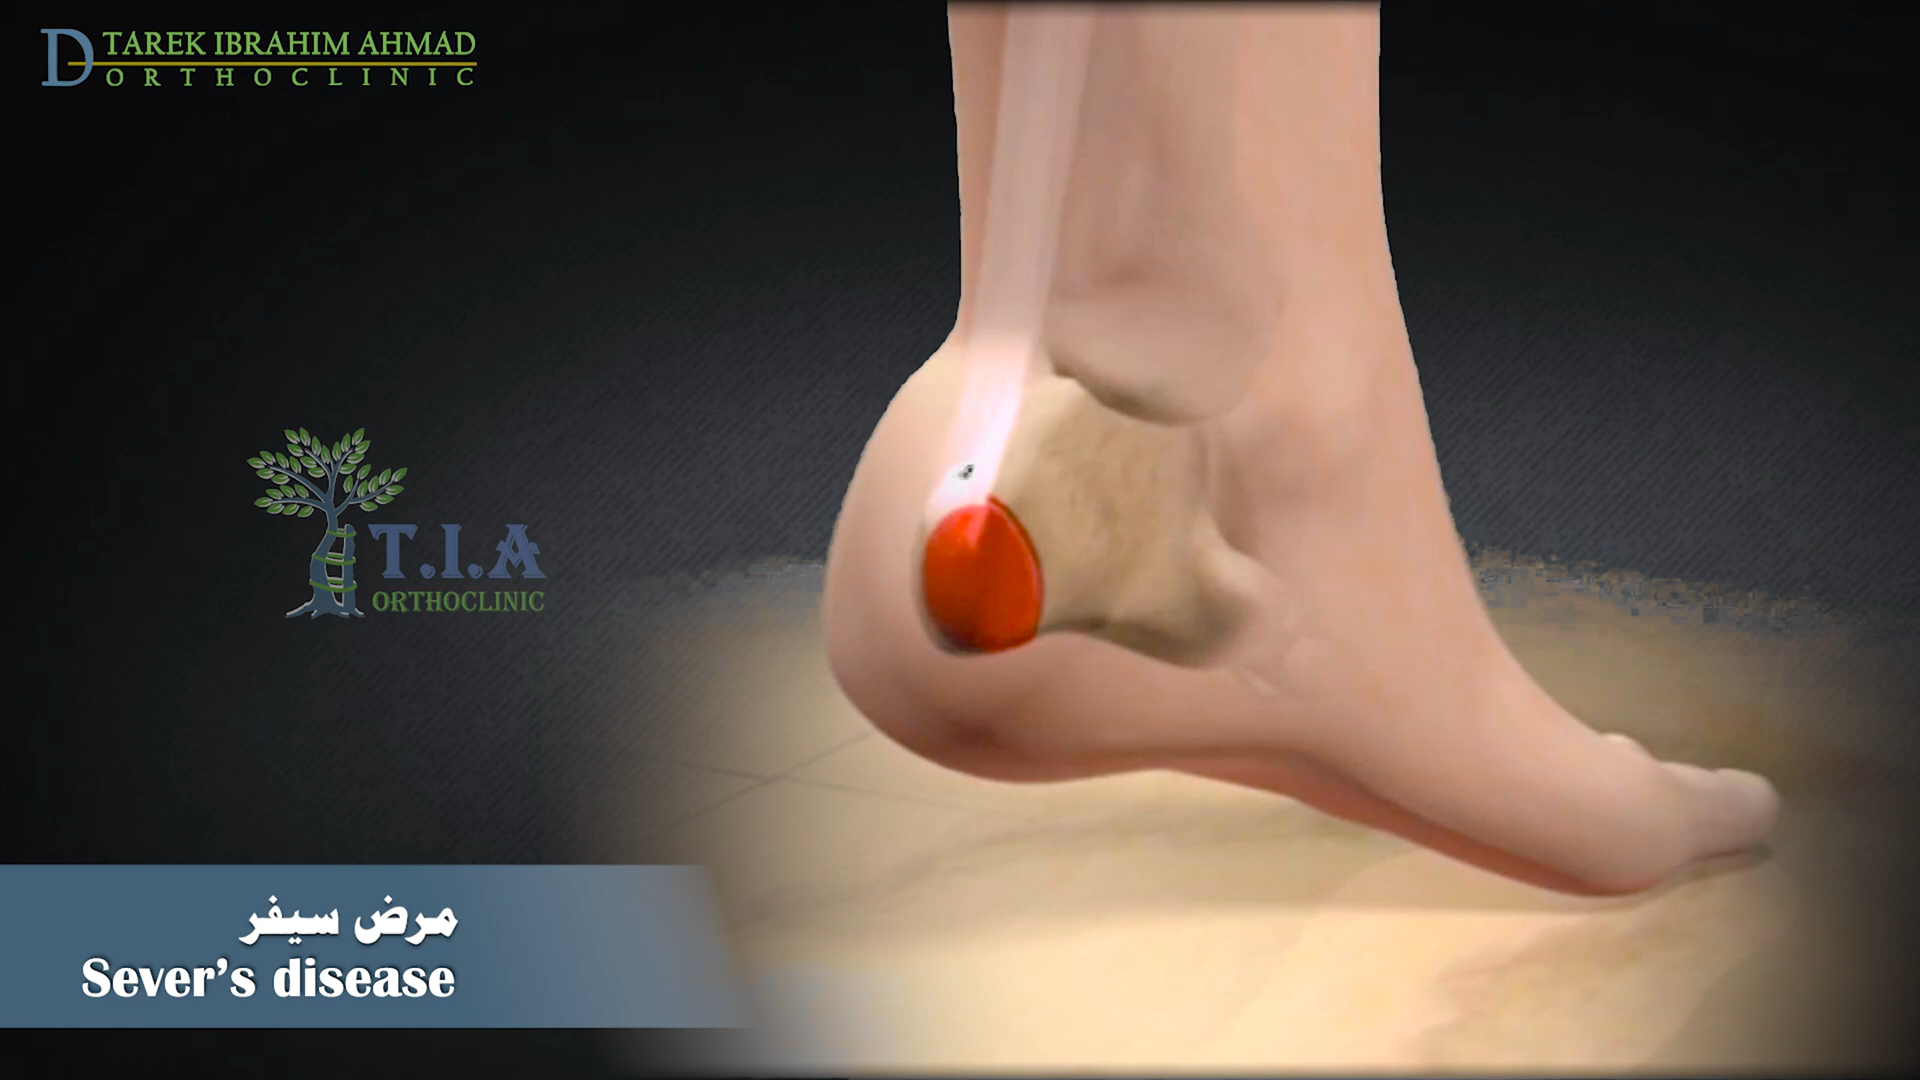 D TAREK IBRAHIM AHMAD
ORTHOCLINIC
T.I.A
ORTHOCLINIC
مرض سيفر
Sever's disease